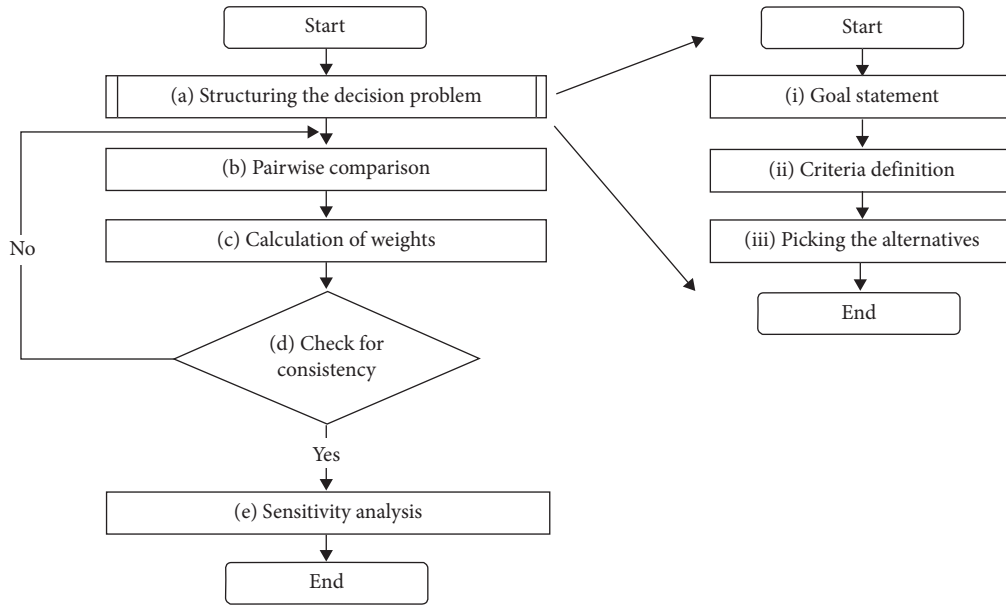 Start
(a) Structuring the decision problem
(b) Pairwise comparison
(c) Calculation of weights
No
(d) Check for
consistency
Yes
(e) Sensitivity analysis
End
Start
(i) Goal statement
(ii) Criteria definition
(iii) Picking the alternatives
End